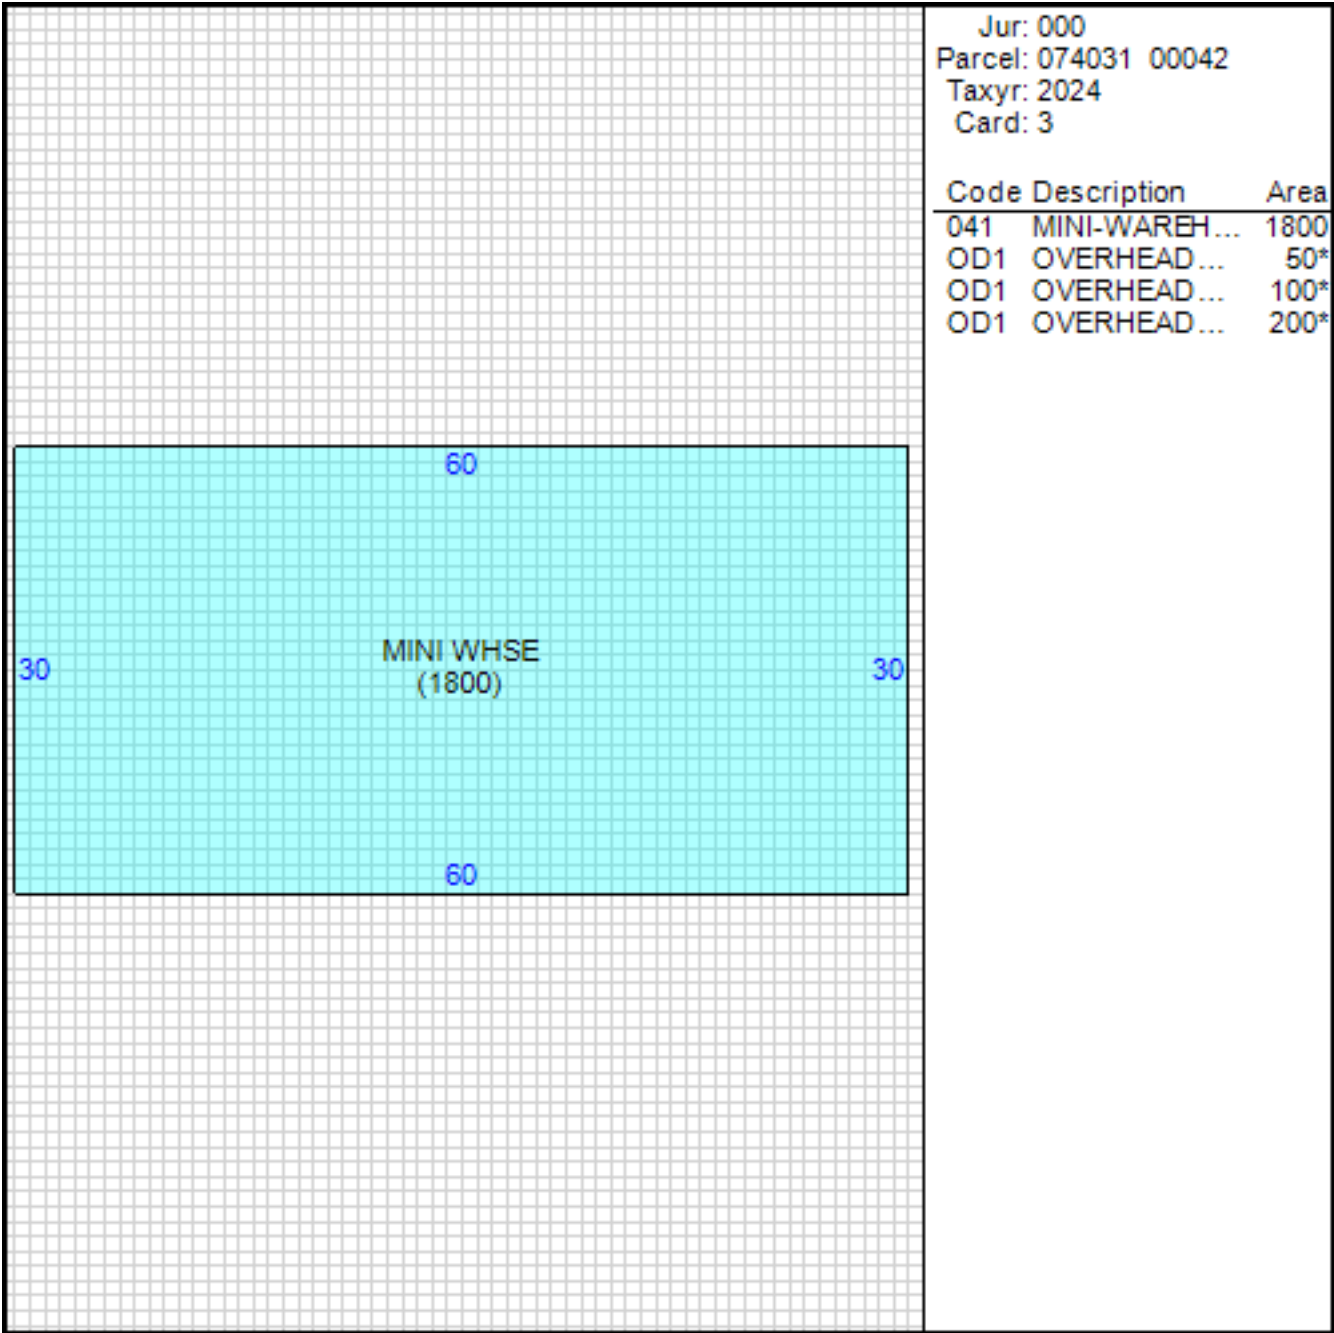 Jur: 000
Parcel: 074031 00042
Taxyr: 2024
Card: 3
Code Description Area
041 MINI-WAREH... 1800
OD1 OVERHEAD... 50*
OD1 OVERHEAD... 100*
OD1 OVERHEAD... 200*
60
MINI WHSE
30 30
(1800)
60